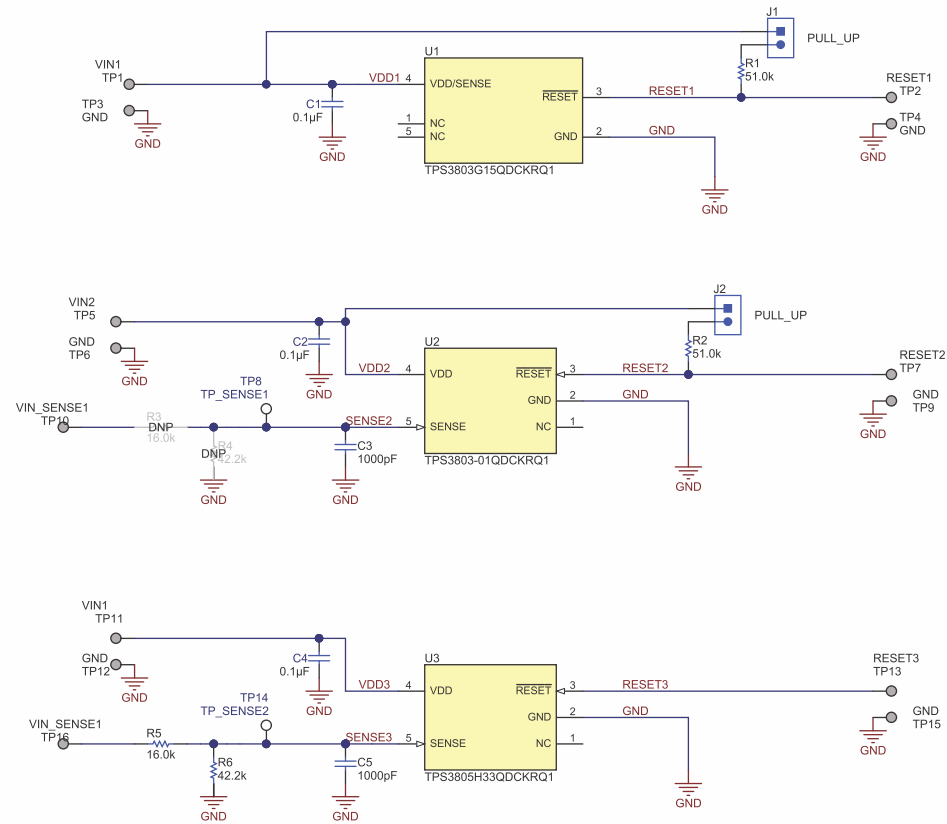 J1
PULL_UP
VIN1
TP1
U1
R1
51.0k
VDD1 4
VDD/SENSE
RESET1
TP2
TP3
GND
C1
0.1µF
RESET
3
RESET1
GND
GND
1
NC
5
NC
GND
2
GND
TP4
GND
GND
TPS3803G15QDCKRQ1
GND
J2
PULL_UP
VIN2
TP5
GND
TP6
C2
0.1µF
U2
R2
51.0k
GND
GND
VDD2 4
VDD
RESET
3
RESET2
RESET2
TP7
TP8
TP_SENSE1
GND
2
GND
GND
TP9
VIN_SENSE1
TP10
R3
DNP
16.0k
SENSE2 5
SENSE
NC
1
GND
R4
DNP
42.2k
C3
1000pF
TPS3803-01QDCKRQ1
GND
GND
GND
VIN1
TP11
GND
TP12
C4
0.1µF
U3
RESET3
TP13
GND
GND
VDD3 4
VDD
RESET
3
RESET3
TP14
TP_SENSE2
GND
2
GND
GND
TP15
VIN_SENSE1
TP16
R5
16.0k
SENSE3 5
SENSE
NC
1
GND
R6
42.2k
C5
1000pF
TPS3805H33QDCKRQ1
GND
GND
GND